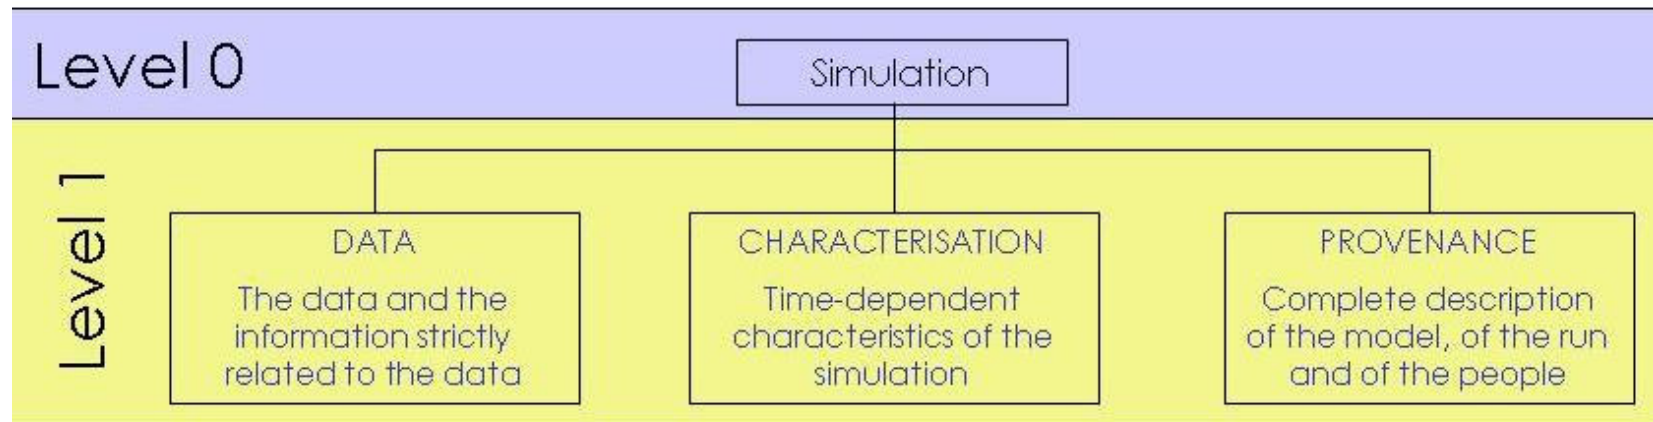 Level 0
Simulation
Level 1
DATA
The data and the
information strictly
related to the data
CHARACTERISATION
Time-dependent
characteristics of the
simulation
PROVENANCE
Complete description
of the model, of the run
and of the people